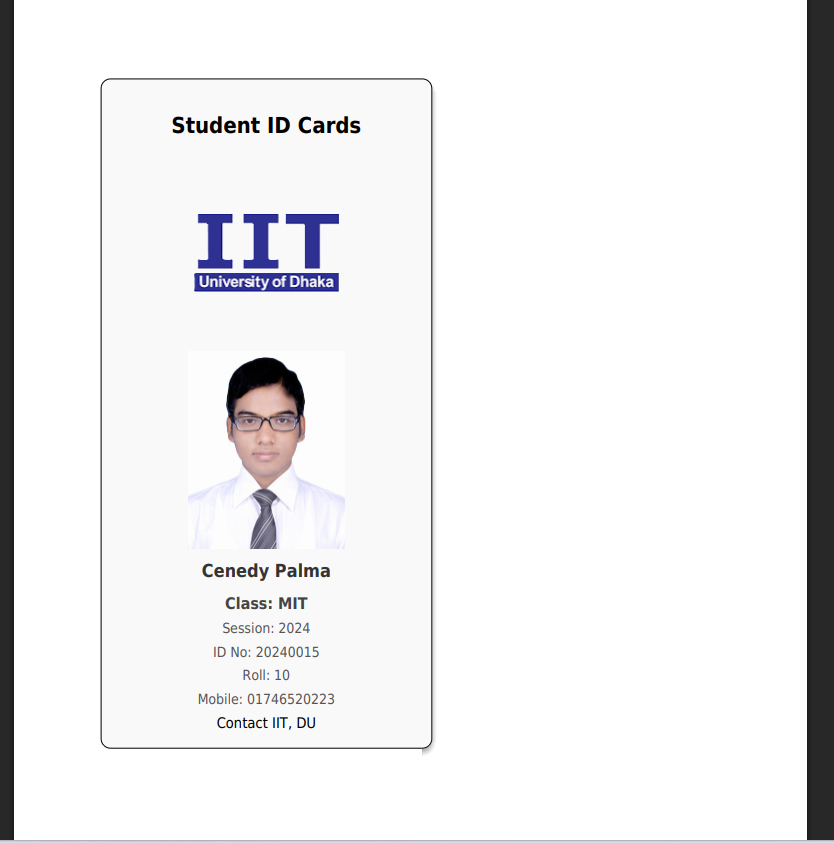 Student ID Cards
IIT
University of Dhaka
Cenedy Palma
Class: MIT
Session: 2024
ID No: 20240015
Roll: 10
Mobile: 01746520223
Contact IIT, DU